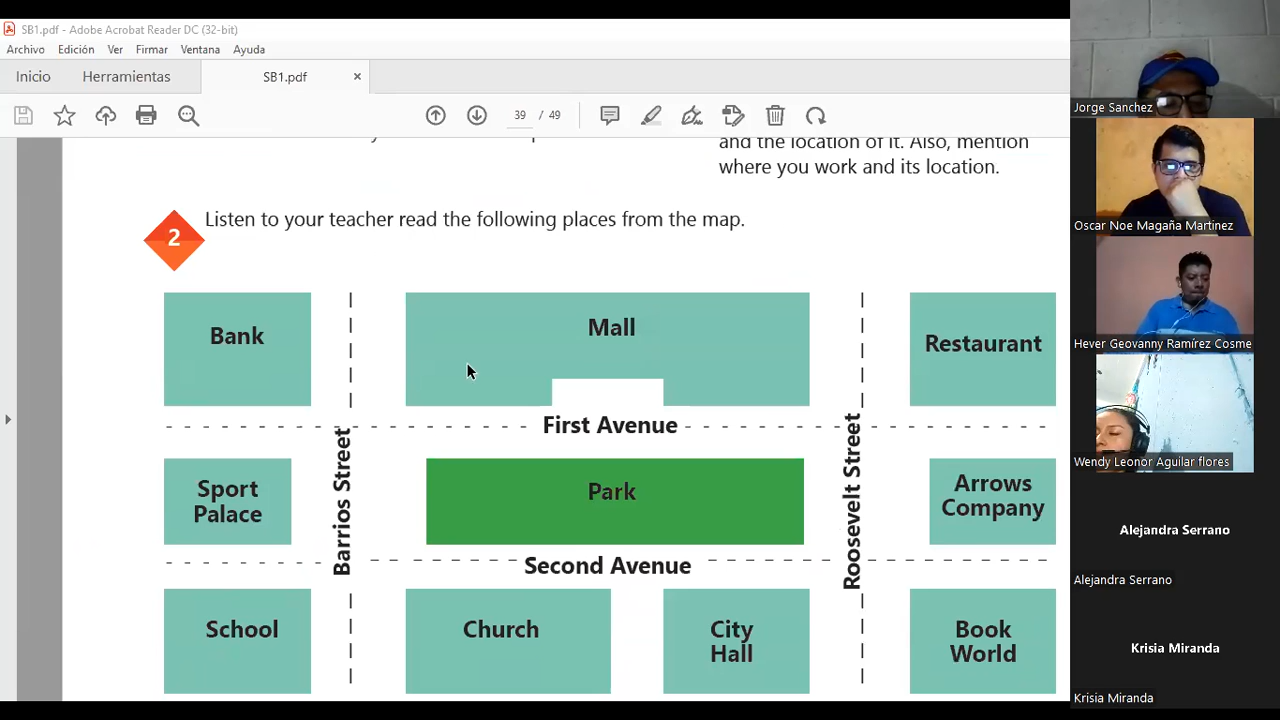 SB1.pdf - Adobe Acrobat Reader DC (32-bit)
Archivo Edición Ver Firmar Ventana Ayuda
Inicio Herramientas SB1.pdf ×
39 / 49
and the location of it. Also, mention
where you work and its location.
2 Listen to your teacher read the following places from the map.
Bank
Mall
Restaurant
First Avenue
Barrios Street
Roosevelt Street
Sport
Palace
Park
Arrows
Company
Second Avenue
School
Church
City
Hall
Book
World
Jorge Sanchez
Oscar Noe Magaña Martinez
Hever Geovanny Ramírez Cosme
Wendy Leonor Aguilar flores
Alejandra Serrano
Alejandra Serrano
Krisia Miranda
Krisia Miranda